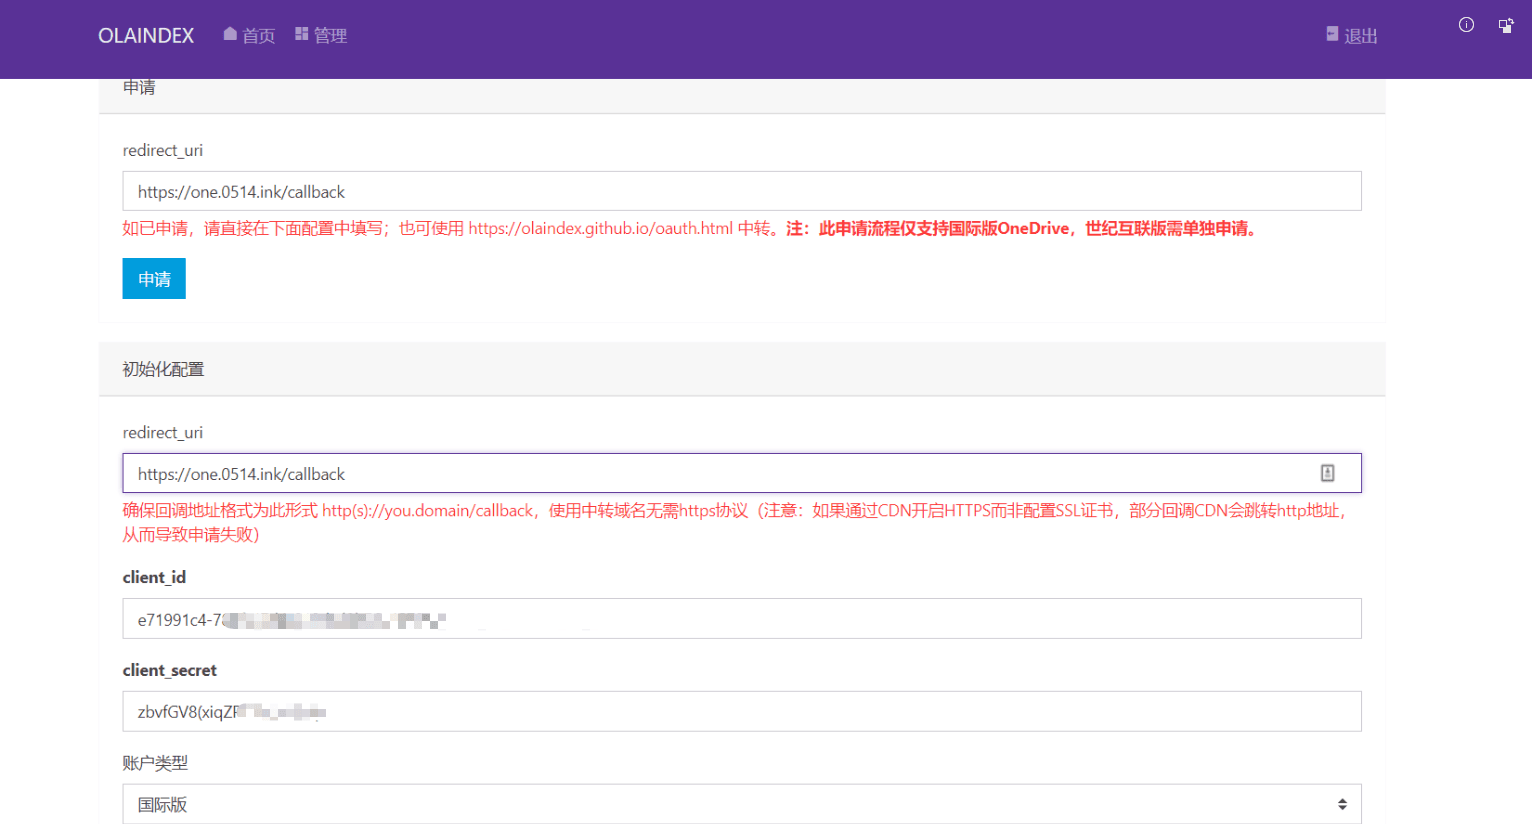 OLAINDEX 首页 管理 退出
申请
redirect_uri
https://one.0514.ink/callback
如已申请，请直接在下面配置中填写；也可使用 https://olaindex.github.io/oauth.html 中转。注：此申请流程仅支持国际版OneDrive，世纪互联版需单独申请。
申请
初始化配置
redirect_uri
https://one.0514.ink/callback
确保回调地址格式为此形式 http(s)://you.domain/callback，使用中转域名无需https协议（注意：如果通过CDN开启HTTPS而非配置SSL证书，部分回调CDN会跳转http地址，
从而导致申请失败）
client_id
e71991c4-7
client_secret
zbvfGV8(xiqZ
账户类型
国际版